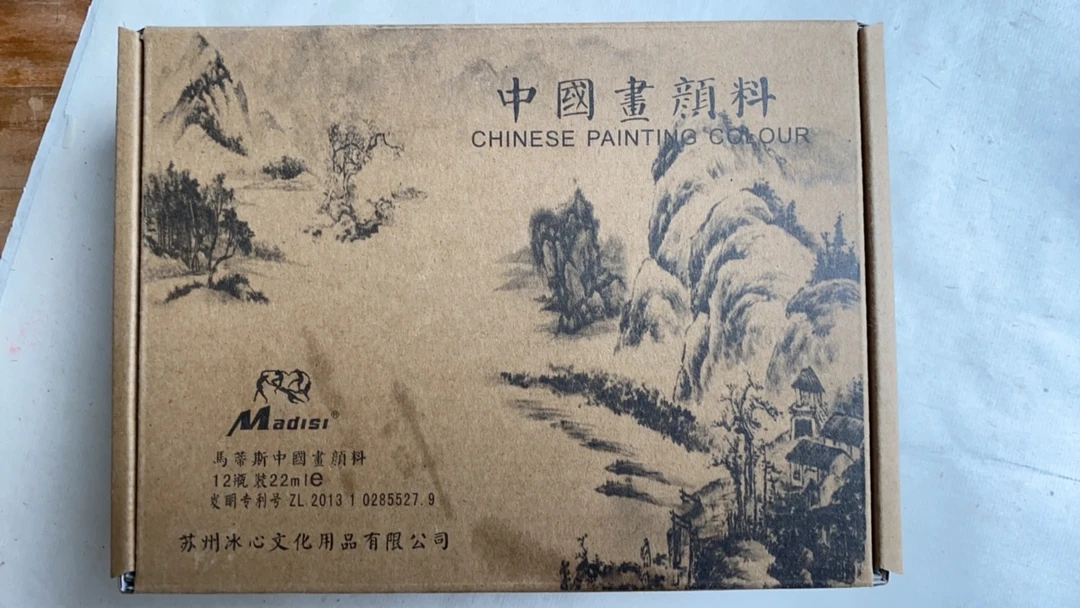 中國畫顔料
CHINESE PAINTING COLOUR
Madisi®
馬蒂斯中國畫顔料
12瓶装22ml℮
发明专利号 ZL 2013 1 0285527.9
苏州冰心文化用品有限公司